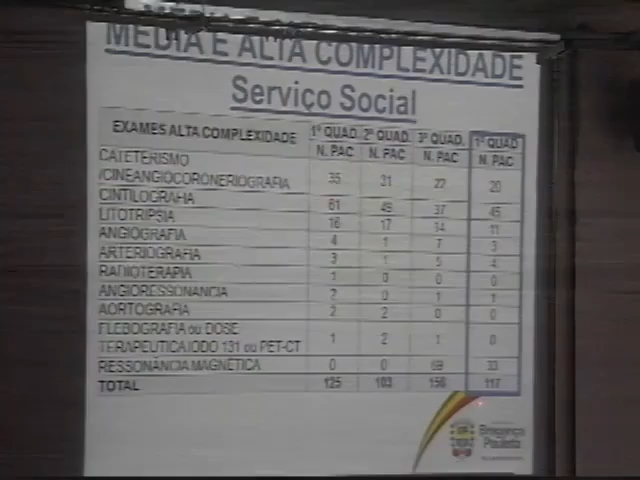 MÉDIA E ALTA COMPLEXIDADE
Serviço Social
EXAMES ALTA COMPLEXIDADE 1º QUAD. 2º QUAD. 3º QUAD. 1º QUAD
N. PAC N. PAC N. PAC N. PAC
CATETERISMO
/CINEANGIOCORONERIOGRAFIA 35 31 22 20
CINTILOGRAFIA 61 49 37 45
LITOTRIPSIA 16 17 14 11
ANGIOGRAFIA 4 1 7 3
ARTERIOGRAFIA 3 1 5 4
RADIOTERAPIA 1 0 0 0
ANGIORESSONANCIA 2 0 1 1
AORTOGRAFIA 2 2 0 0
FLEBOGRAFIA ou DOSE
TERAPEUTICA IODO 131 ou PET-CT 1 2 1 0
RESSONÂNCIA MAGNÉTICA 0 0 69 33
TOTAL 125 103 156 117
Bragança
Paulista